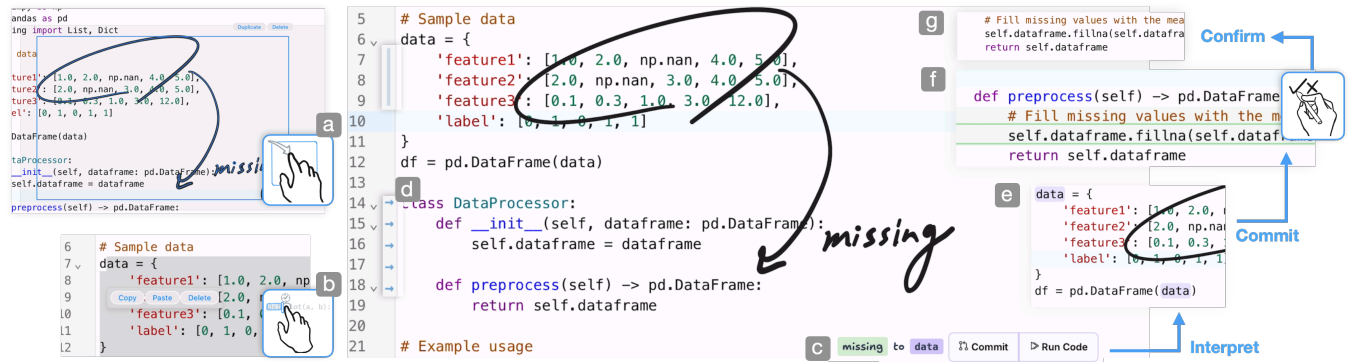 andas as pd
ing import List, Dict
Duplicate Delete
data
ture1': [1.0, 2.0, np.nan, 4.0, 5.0],
ture2': [2.0, np.nan, 3.0, 4.0, 5.0],
ture3': [0.1, 0.3, 1.0, 3.0, 12.0],
el': [0, 1, 0, 1, 1]
DataFrame(data)
taProcessor:
__init__(self, dataframe: pd.DataFrame):
self.dataframe = dataframe
preprocess(self) -> pd.DataFrame:
a
6 # Sample data
7 data = {
8 'feature1': [1.0, 2.0, np
9 [2.0,
Copy Paste Delete
10 'feature3': [0.1,
11 'label': [0, 1, 0,
12 }
b
5 # Sample data
6 data = {
7 'feature1': [1.0, 2.0, np.nan, 4.0, 5.0],
8 'feature2': [2.0, np.nan, 3.0, 4.0, 5.0],
9 'feature3': [0.1, 0.3, 1.0, 3.0, 12.0],
10 'label': [0, 1, 0, 1, 1]
11 }
12 df = pd.DataFrame(data)
13
d
14 class DataProcessor:
15 def __init__(self, dataframe: pd.DataFrame):
16 self.dataframe = dataframe
17
18 def preprocess(self) -> pd.DataFrame:
19 return self.dataframe
20
21 # Example usage
missing
c missing to data Commit Run Code
g
# Fill missing values with the mea
self.dataframe.fillna(self.datafra
return self.dataframe
Confirm
f
def preprocess(self) -> pd.DataFrame
# Fill missing values with the me
self.dataframe.fillna(self.datafram
return self.dataframe
e
data = {
'feature1': [1.0, 2.0,
'feature2': [2.0, np.nan
'feature3': [0.1, 0.3,
'label': [0, 1, 0, 1, 1
}
df = pd.DataFrame(data)
Commit
Interpret